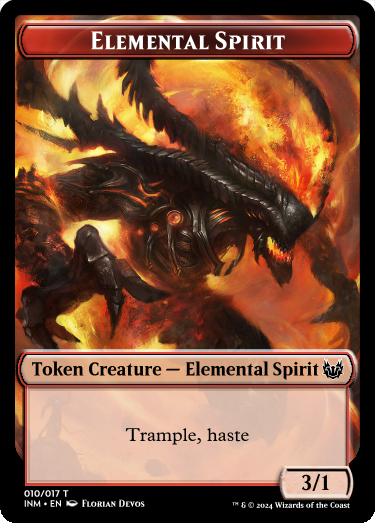 Elemental Spirit
Token Creature — Elemental Spirit
Trample, haste
3/1
010/017 T
INM • EN Florian Devos
™ & © 2024 Wizards of the Coast